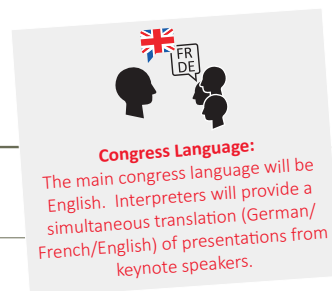 FR
DE
Congress Language:
The main congress language will be
English.  Interpreters will provide a
simultaneous translation (German/
French/English) of presentations from
keynote speakers.